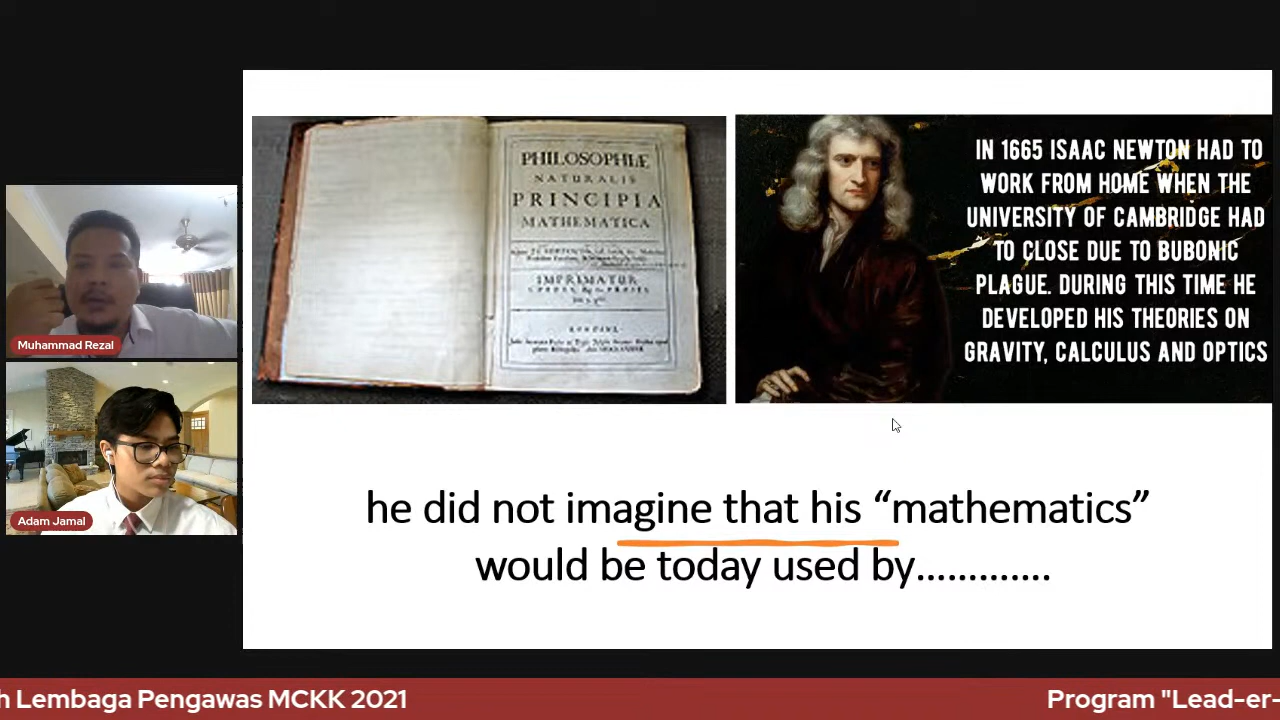 PHILOSOPHIÆ
NATURALIS
PRINCIPIA
MATHEMATICA
IMPRIMATUR
IN 1665 ISAAC NEWTON HAD TO
WORK FROM HOME WHEN THE
UNIVERSITY OF CAMBRIDGE HAD
TO CLOSE DUE TO BUBONIC
PLAGUE. DURING THIS TIME HE
DEVELOPED HIS THEORIES ON
GRAVITY, CALCULUS AND OPTICS
Muhammad Rezal
Adam Jamal
he did not imagine that his “mathematics”
would be today used by.............
h Lembaga Pengawas MCKK 2021
Program "Lead-er-